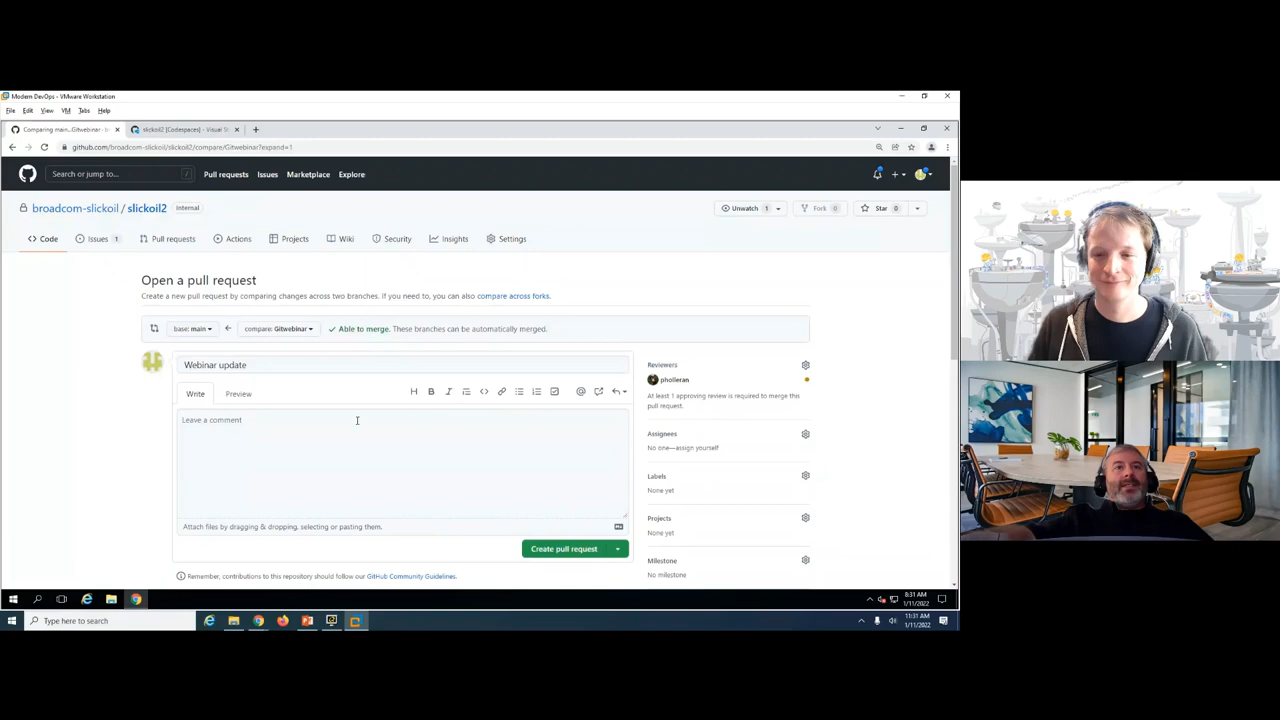 Modern DevOps - VMware Workstation
File Edit View VM Tabs Help
Comparing main...Gitwebinar · b
slickoil2 [Codespaces] - Visual St
github.com/broadcom-slickoil/slickoil2/compare/Gitwebinar?expand=1
Search or jump to... /
Pull requests Issues Marketplace Explore
broadcom-slickoil / slickoil2 Internal
Unwatch 1 Fork 0 Star 0
Code Issues 1 Pull requests Actions Projects Wiki Security Insights Settings
Open a pull request
Create a new pull request by comparing changes across two branches. If you need to, you can also compare across forks.
base: main compare: Gitwebinar Able to merge. These branches can be automatically merged.
Webinar update
Write Preview
Leave a comment
Attach files by dragging & dropping, selecting or pasting them.
Create pull request
Remember, contributions to this repository should follow our GitHub Community Guidelines.
Reviewers
pholleran
At least 1 approving review is required to merge this
pull request.
Assignees
No one—assign yourself
Labels
None yet
Projects
None yet
Milestone
No milestone
8:31 AM
1/11/2022
Type here to search
11:31 AM
1/11/2022